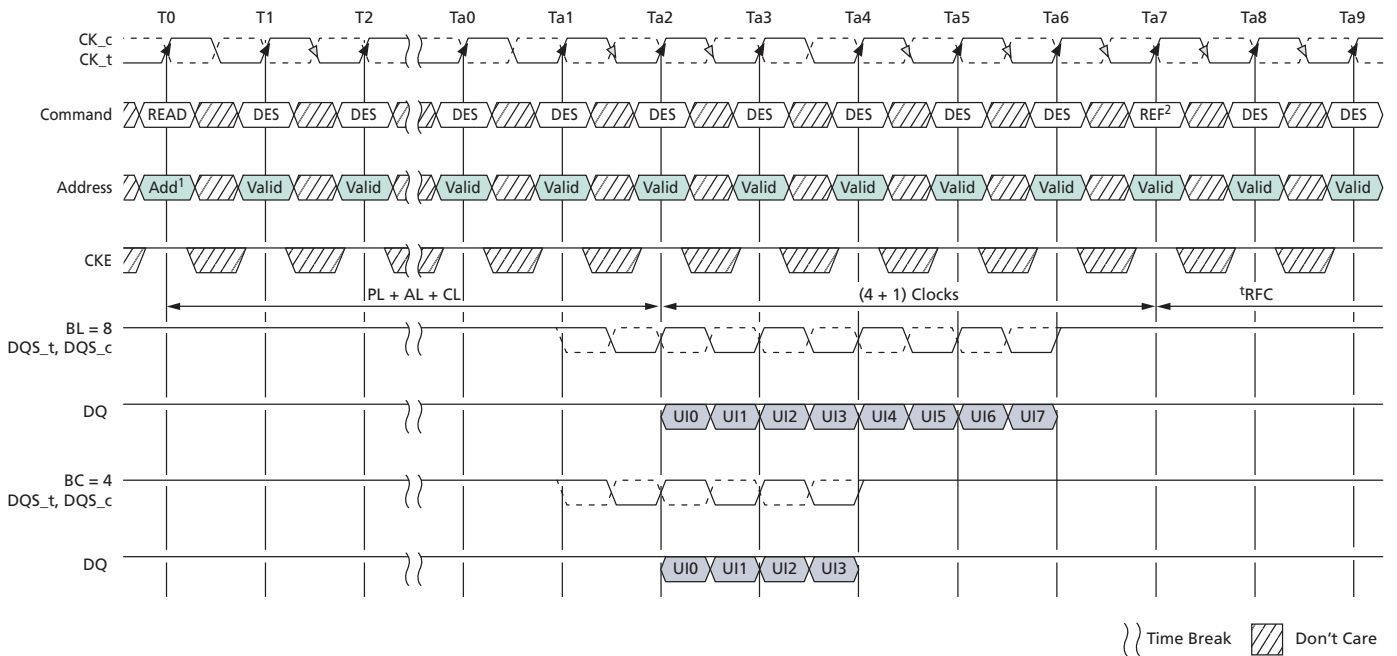 T0 T1 T2 Ta0 Ta1 Ta2 Ta3 Ta4 Ta5 Ta6 Ta7 Ta8 Ta9
CK_c
CK_t
Command READ DES DES DES DES DES DES DES DES DES REF2 DES DES
Address Add1 Valid Valid Valid Valid Valid Valid Valid Valid Valid Valid Valid Valid
CKE
PL + AL + CL (4 + 1) Clocks tRFC
BL = 8
DQS_t, DQS_c
DQ UI0 UI1 UI2 UI3 UI4 UI5 UI6 UI7
BC = 4
DQS_t, DQS_c
DQ UI0 UI1 UI2 UI3
Time Break Don't Care